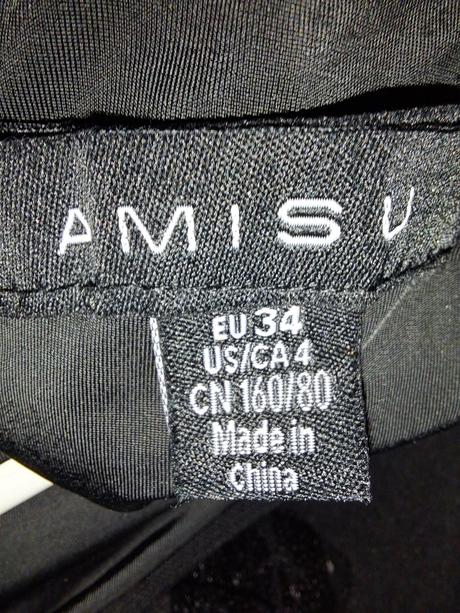 AMISU
EU 34
US/CA 4
CN 160/80
Made in
China